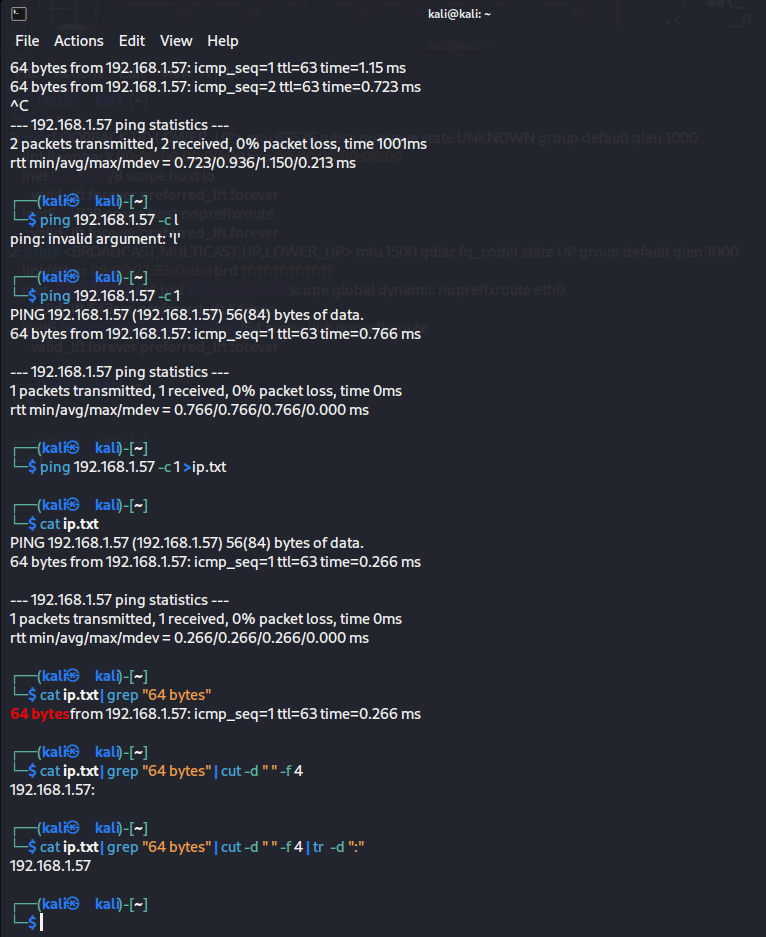 kali@kali: ~
File Actions Edit View Help
64 bytes from 192.168.1.57: icmp_seq=1 ttl=63 time=1.15 ms
64 bytes from 192.168.1.57: icmp_seq=2 ttl=63 time=0.723 ms
^C
--- 192.168.1.57 ping statistics ---
2 packets transmitted, 2 received, 0% packet loss, time 1001ms
rtt min/avg/max/mdev = 0.723/0.936/1.150/0.213 ms
┌──(kali㉿kali)-[~]
└─$ ping 192.168.1.57 -c l
ping: invalid argument: 'l'
┌──(kali㉿kali)-[~]
└─$ ping 192.168.1.57 -c 1
PING 192.168.1.57 (192.168.1.57) 56(84) bytes of data.
64 bytes from 192.168.1.57: icmp_seq=1 ttl=63 time=0.766 ms
--- 192.168.1.57 ping statistics ---
1 packets transmitted, 1 received, 0% packet loss, time 0ms
rtt min/avg/max/mdev = 0.766/0.766/0.766/0.000 ms
┌──(kali㉿kali)-[~]
└─$ ping 192.168.1.57 -c 1 >ip.txt
┌──(kali㉿kali)-[~]
└─$ cat ip.txt
PING 192.168.1.57 (192.168.1.57) 56(84) bytes of data.
64 bytes from 192.168.1.57: icmp_seq=1 ttl=63 time=0.266 ms
--- 192.168.1.57 ping statistics ---
1 packets transmitted, 1 received, 0% packet loss, time 0ms
rtt min/avg/max/mdev = 0.266/0.266/0.266/0.000 ms
┌──(kali㉿kali)-[~]
└─$ cat ip.txt| grep "64 bytes"
64 bytes from 192.168.1.57: icmp_seq=1 ttl=63 time=0.266 ms
┌──(kali㉿kali)-[~]
└─$ cat ip.txt| grep "64 bytes" | cut -d " " -f 4
192.168.1.57:
┌──(kali㉿kali)-[~]
└─$ cat ip.txt| grep "64 bytes" | cut -d " " -f 4 | tr -d ":"
192.168.1.57
┌──(kali㉿kali)-[~]
└─$